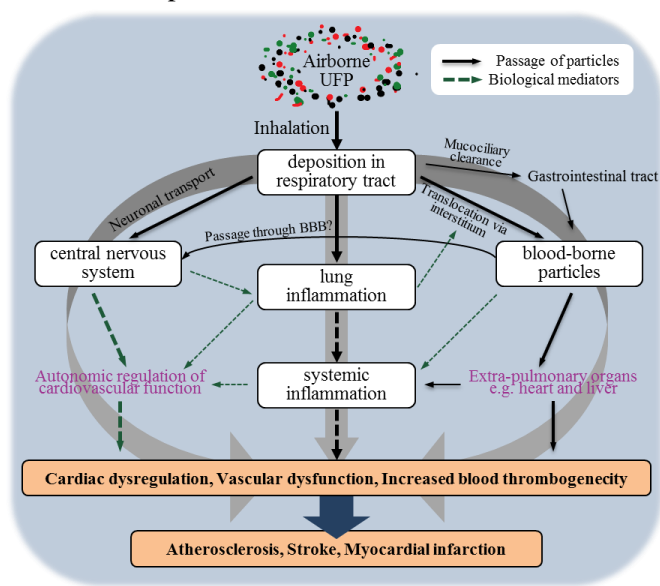 Airborne
UFP
Passage of particles
Biological mediators
Inhalation
Mucociliary
clearance
deposition in
respiratory tract
Gastrointestinal tract
Neuronal transport
Translocation via
interstitium
Passage through BBB?
central nervous
system
blood-borne
particles
lung
inflammation
Autonomic regulation of
cardiovascular function
systemic
inflammation
Extra-pulmonary organs
e.g. heart and liver
Cardiac dysregulation, Vascular dysfunction, Increased blood thrombogenecity
Atherosclerosis, Stroke, Myocardial infarction